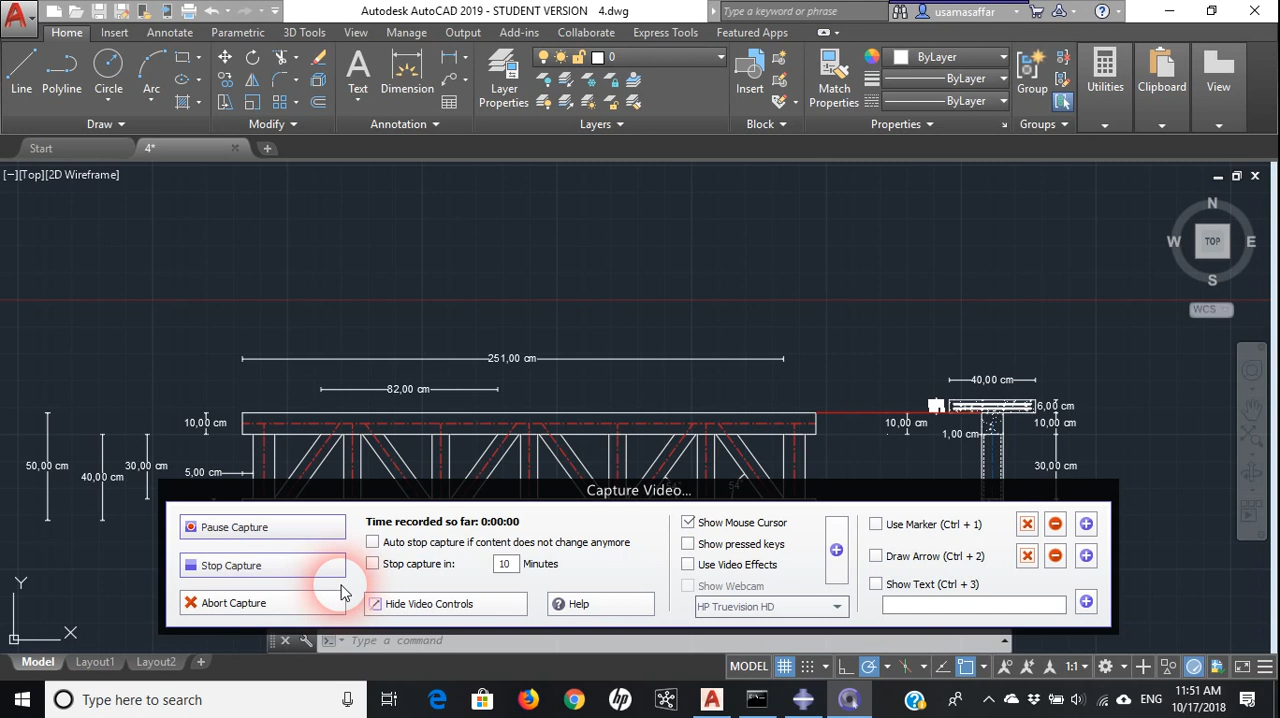 Autodesk AutoCAD 2019 - STUDENT VERSION 4.dwg
Type a keyword or phrase
usamasaffar
Home Insert Annotate Parametric 3D Tools View Manage Output Add-ins Collaborate Express Tools Featured Apps
Line Polyline Circle Arc
Text Dimension
Layer Properties
0
Insert
Match Properties
ByLayer
ByLayer
ByLayer
Group
Utilities
Clipboard
View
Draw Modify Annotation Layers Block Properties Groups
Start 4*
[−][Top][2D Wireframe]
N
W TOP E
S
WCS
251,00 cm
82,00 cm
40,00 cm
10,00 cm
6,00 cm
10,00 cm
10,00 cm
1,00 cm
50,00 cm
40,00 cm
30,00 cm
5,00 cm
30,00 cm
54°
Capture Video...
Pause Capture
Stop Capture
Abort Capture
Time recorded so far: 0:00:00
Auto stop capture if content does not change anymore
Stop capture in: 10 Minutes
Hide Video Controls
Help
Show Mouse Cursor
Show pressed keys
Use Video Effects
Show Webcam
HP Truevision HD
Use Marker (Ctrl + 1)
Draw Arrow (Ctrl + 2)
Show Text (Ctrl + 3)
Y
X
Type a command
Model Layout1 Layout2
MODEL
1:1
Type here to search
ENG
11:51 AM
10/17/2018